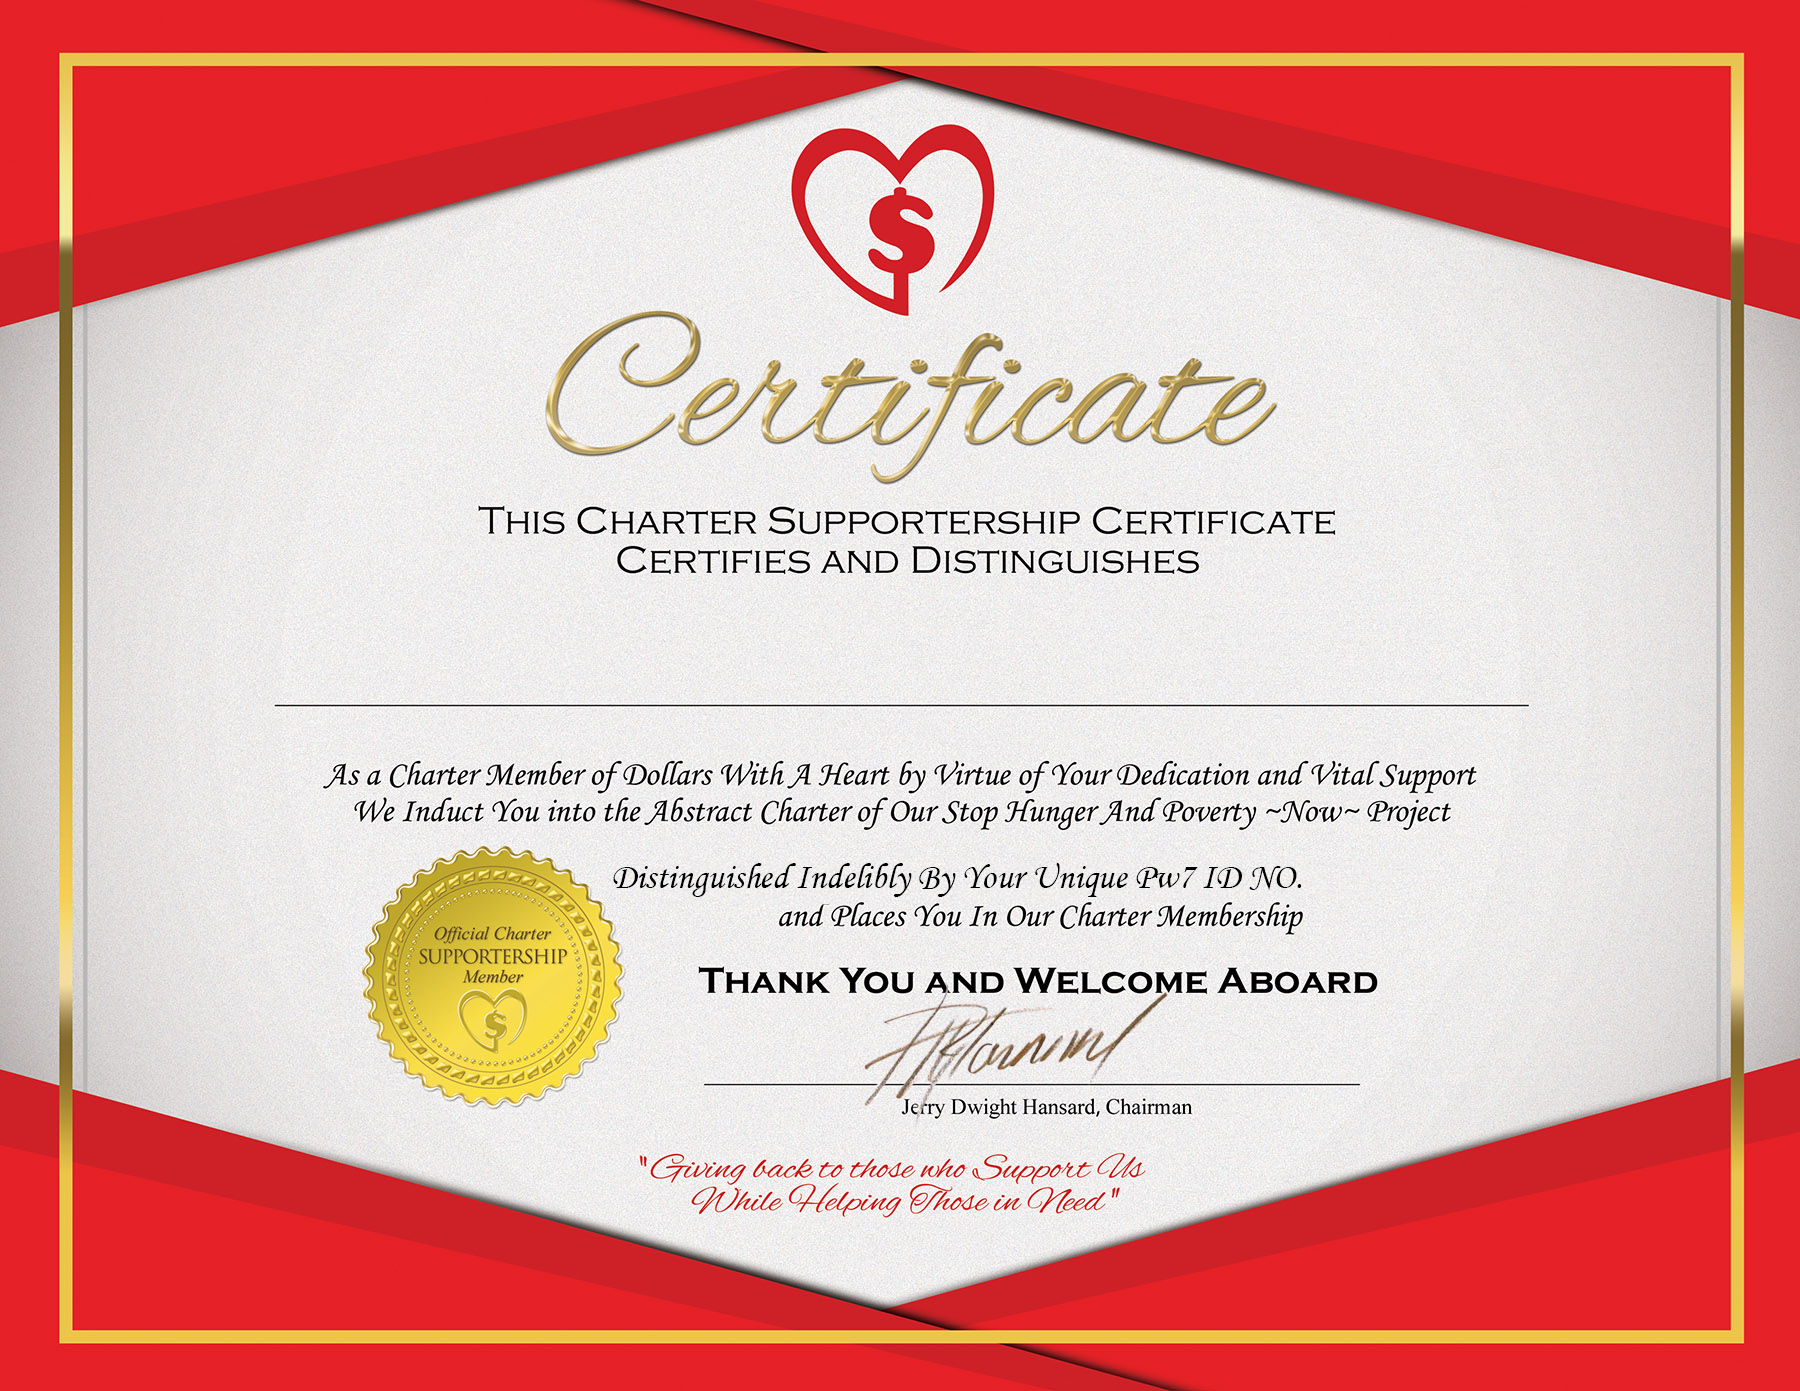 $
Certificate
THIS CHARTER SUPPORTERSHIP CERTIFICATE
CERTIFIES AND DISTINGUISHES
As a Charter Member of Dollars With A Heart by Virtue of Your Dedication and Vital Support
We Induct You into the Abstract Charter of Our Stop Hunger And Poverty ~Now~ Project
Distinguished Indelibly By Your Unique Pw7 ID NO.
and Places You In Our Charter Membership
Official Charter
SUPPORTERSHIP
Member
$
THANK YOU AND WELCOME ABOARD
Jerry Dwight Hansard, Chairman
"Giving back to those who Support Us
While Helping Those in Need"